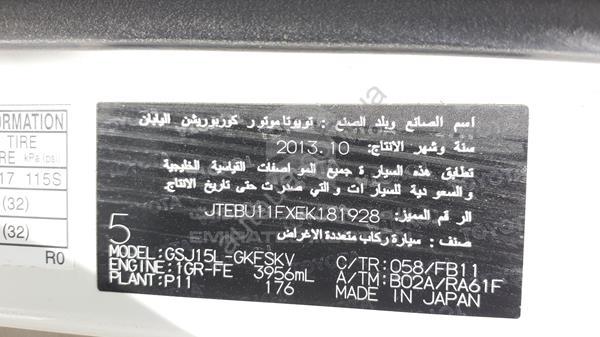 ORMATION
TIRE
RE kPa(psi)
17 115S
(32)
(32)
R0
اسم الصانع وبلد الصنع : تويوتا موتور كوربوريشن اليابان
سنة وشهر الانتاج: 2013.10
تطابق هذه السيارة جميع المواصفات القياسية الخليجية
والسعودية للسيارات والتي صدرت حتى تاريخ الانتاج.
الرقم المميز: JTEBU11FXEK181928
صنف : سيارة ركاب متعددة الاغراض
5
MODEL:GSJ15L-GKFSKV C/TR:058/FB11
ENGINE:1GR-FE 3956mL A/TM:B02A/RA61F
PLANT:P11 176 MADE IN JAPAN